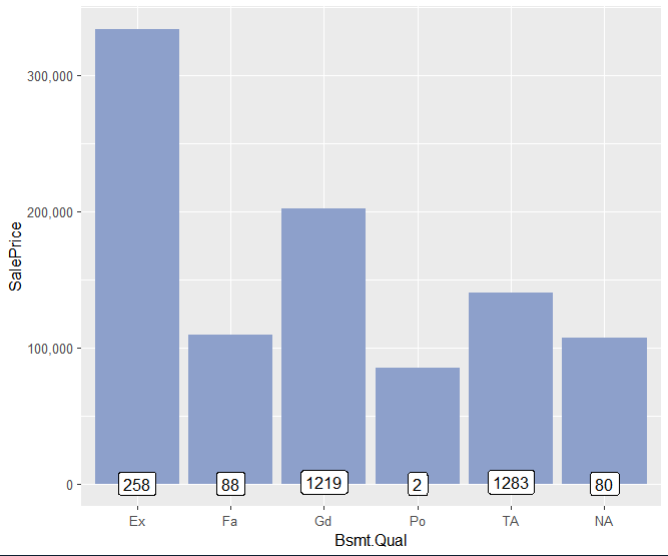 SalePrice
300,000
200,000
100,000
0
258 88 1219 2 1283 80
Ex Fa Gd Po TA NA
Bsmt.Qual